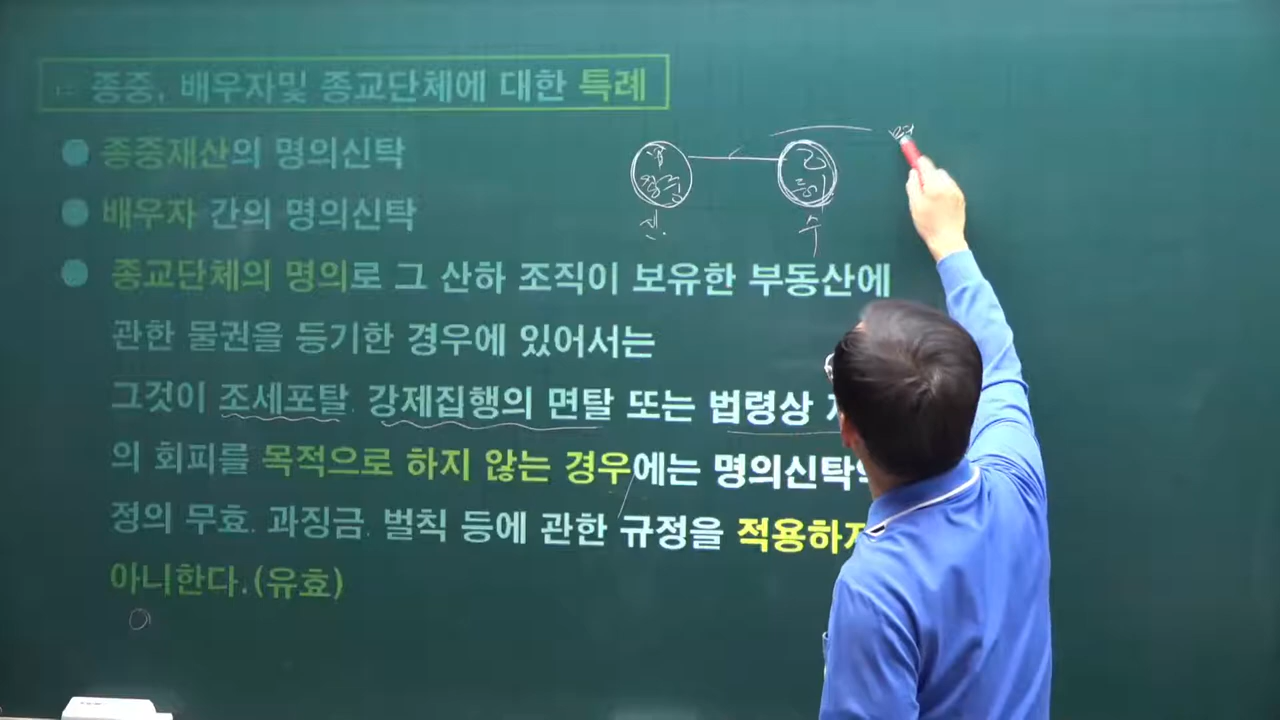 :: 종중, 배우자및 종교단체에 대한 특례
종중재산의 명의신탁
배우자 간의 명의신탁
종교단체의 명의로 그 산하 조직이 보유한 부동산에
관한 물권을 등기한 경우에 있어서는
그것이 조세포탈, 강제집행의 면탈 또는 법령상
의 회피를 목적으로 하지 않는 경우에는 명의신탁
정의 무효, 과징금, 벌칙 등에 관한 규정을 적용하지
아니한다.(유효)
신.
수